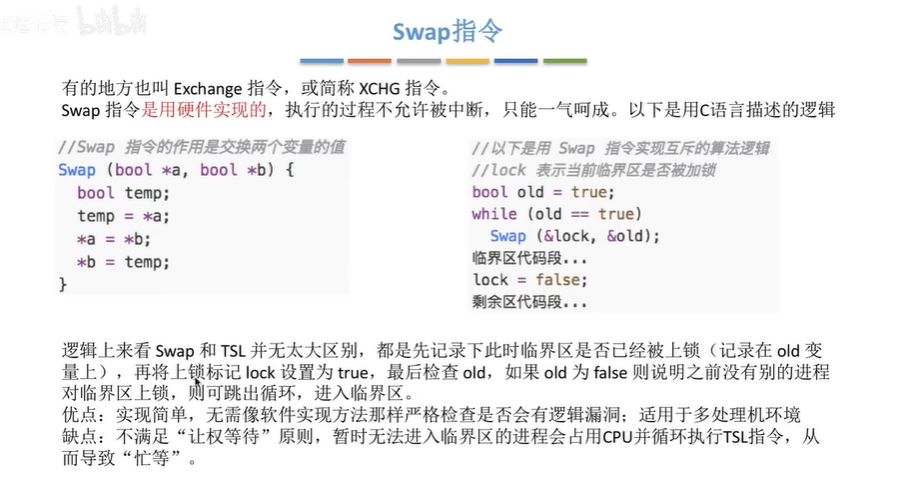 bilibili
Swap指令
有的地方也叫 Exchange 指令，或简称 XCHG 指令。
Swap 指令是用硬件实现的，执行的过程不允许被中断，只能一气呵成。以下是用C语言描述的逻辑
//Swap 指令的作用是交换两个变量的值
Swap (bool *a, bool *b) {
bool temp;
temp = *a;
*a = *b;
*b = temp;
}
//以下是用 Swap 指令实现互斥的算法逻辑
//lock 表示当前临界区是否被加锁
bool old = true;
while (old == true)
Swap (&lock, &old);
临界区代码段...
lock = false;
剩余区代码段...
逻辑上来看 Swap 和 TSL 并无太大区别，都是先记录下此时临界区是否已经被上锁（记录在 old 变
量上），再将上锁标记 lock 设置为 true，最后检查 old，如果 old 为 false 则说明之前没有别的进程
对临界区上锁，则可跳出循环，进入临界区。
优点：实现简单，无需像软件实现方法那样严格检查是否会有逻辑漏洞；适用于多处理机环境
缺点：不满足“让权等待”原则，暂时无法进入临界区的进程会占用CPU并循环执行TSL指令，从
而导致“忙等”。